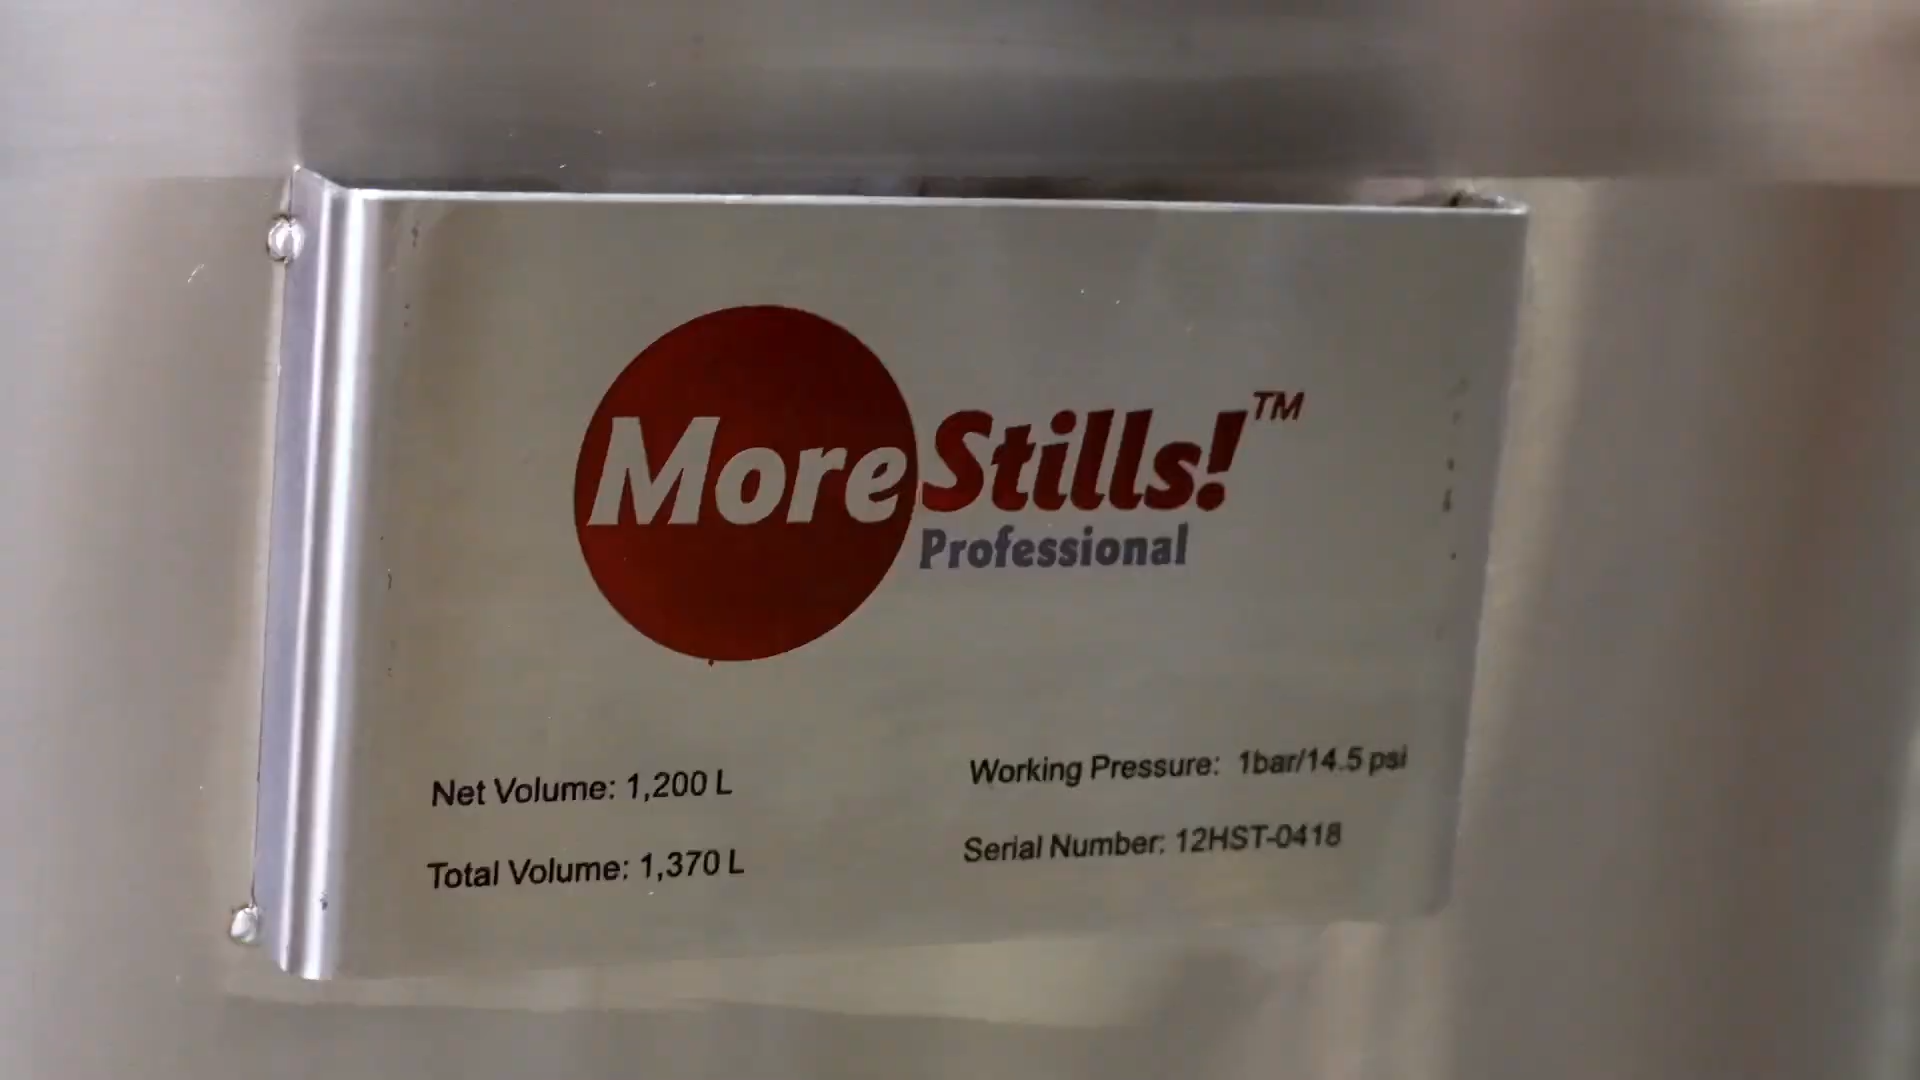 MoreStills!™
Professional
Net Volume: 1,200 L
Working Pressure: 1bar/14.5 psi
Total Volume: 1,370 L
Serial Number: 12HST-0418